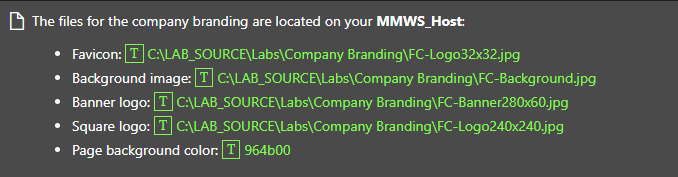 The files for the company branding are located on your MMWS_Host:
• Favicon: T C:\LAB_SOURCE\Labs\Company Branding\FC-Logo32x32.jpg
• Background image: T C:\LAB_SOURCE\Labs\Company Branding\FC-Background.jpg
• Banner logo: T C:\LAB_SOURCE\Labs\Company Branding\FC-Banner280x60.jpg
• Square logo: T C:\LAB_SOURCE\Labs\Company Branding\FC-Logo240x240.jpg
• Page background color: T 964b00